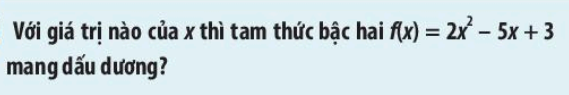 Với giá trị nào của x thì tam thức bậc hai f(x) = 2x² – 5x + 3
mang dấu dương?